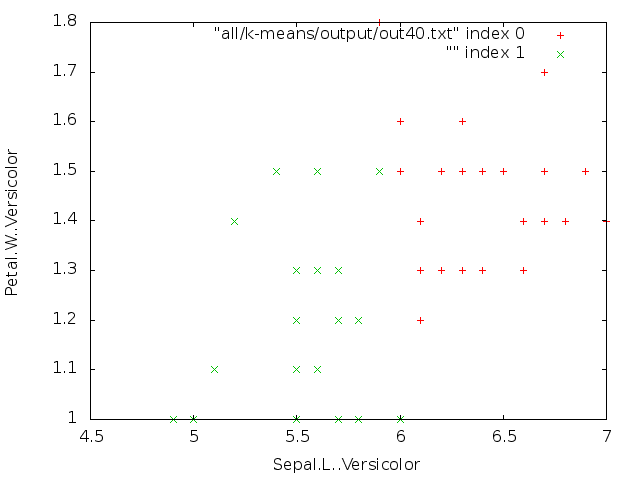 "all/k-means/output/out40.txt" index 0
"" index 1
1.8
1.7
1.6
1.5
1.4
1.3
1.2
1.1
1
4.5 5 5.5 6 6.5 7
Petal.W..Versicolor
Sepal.L..Versicolor